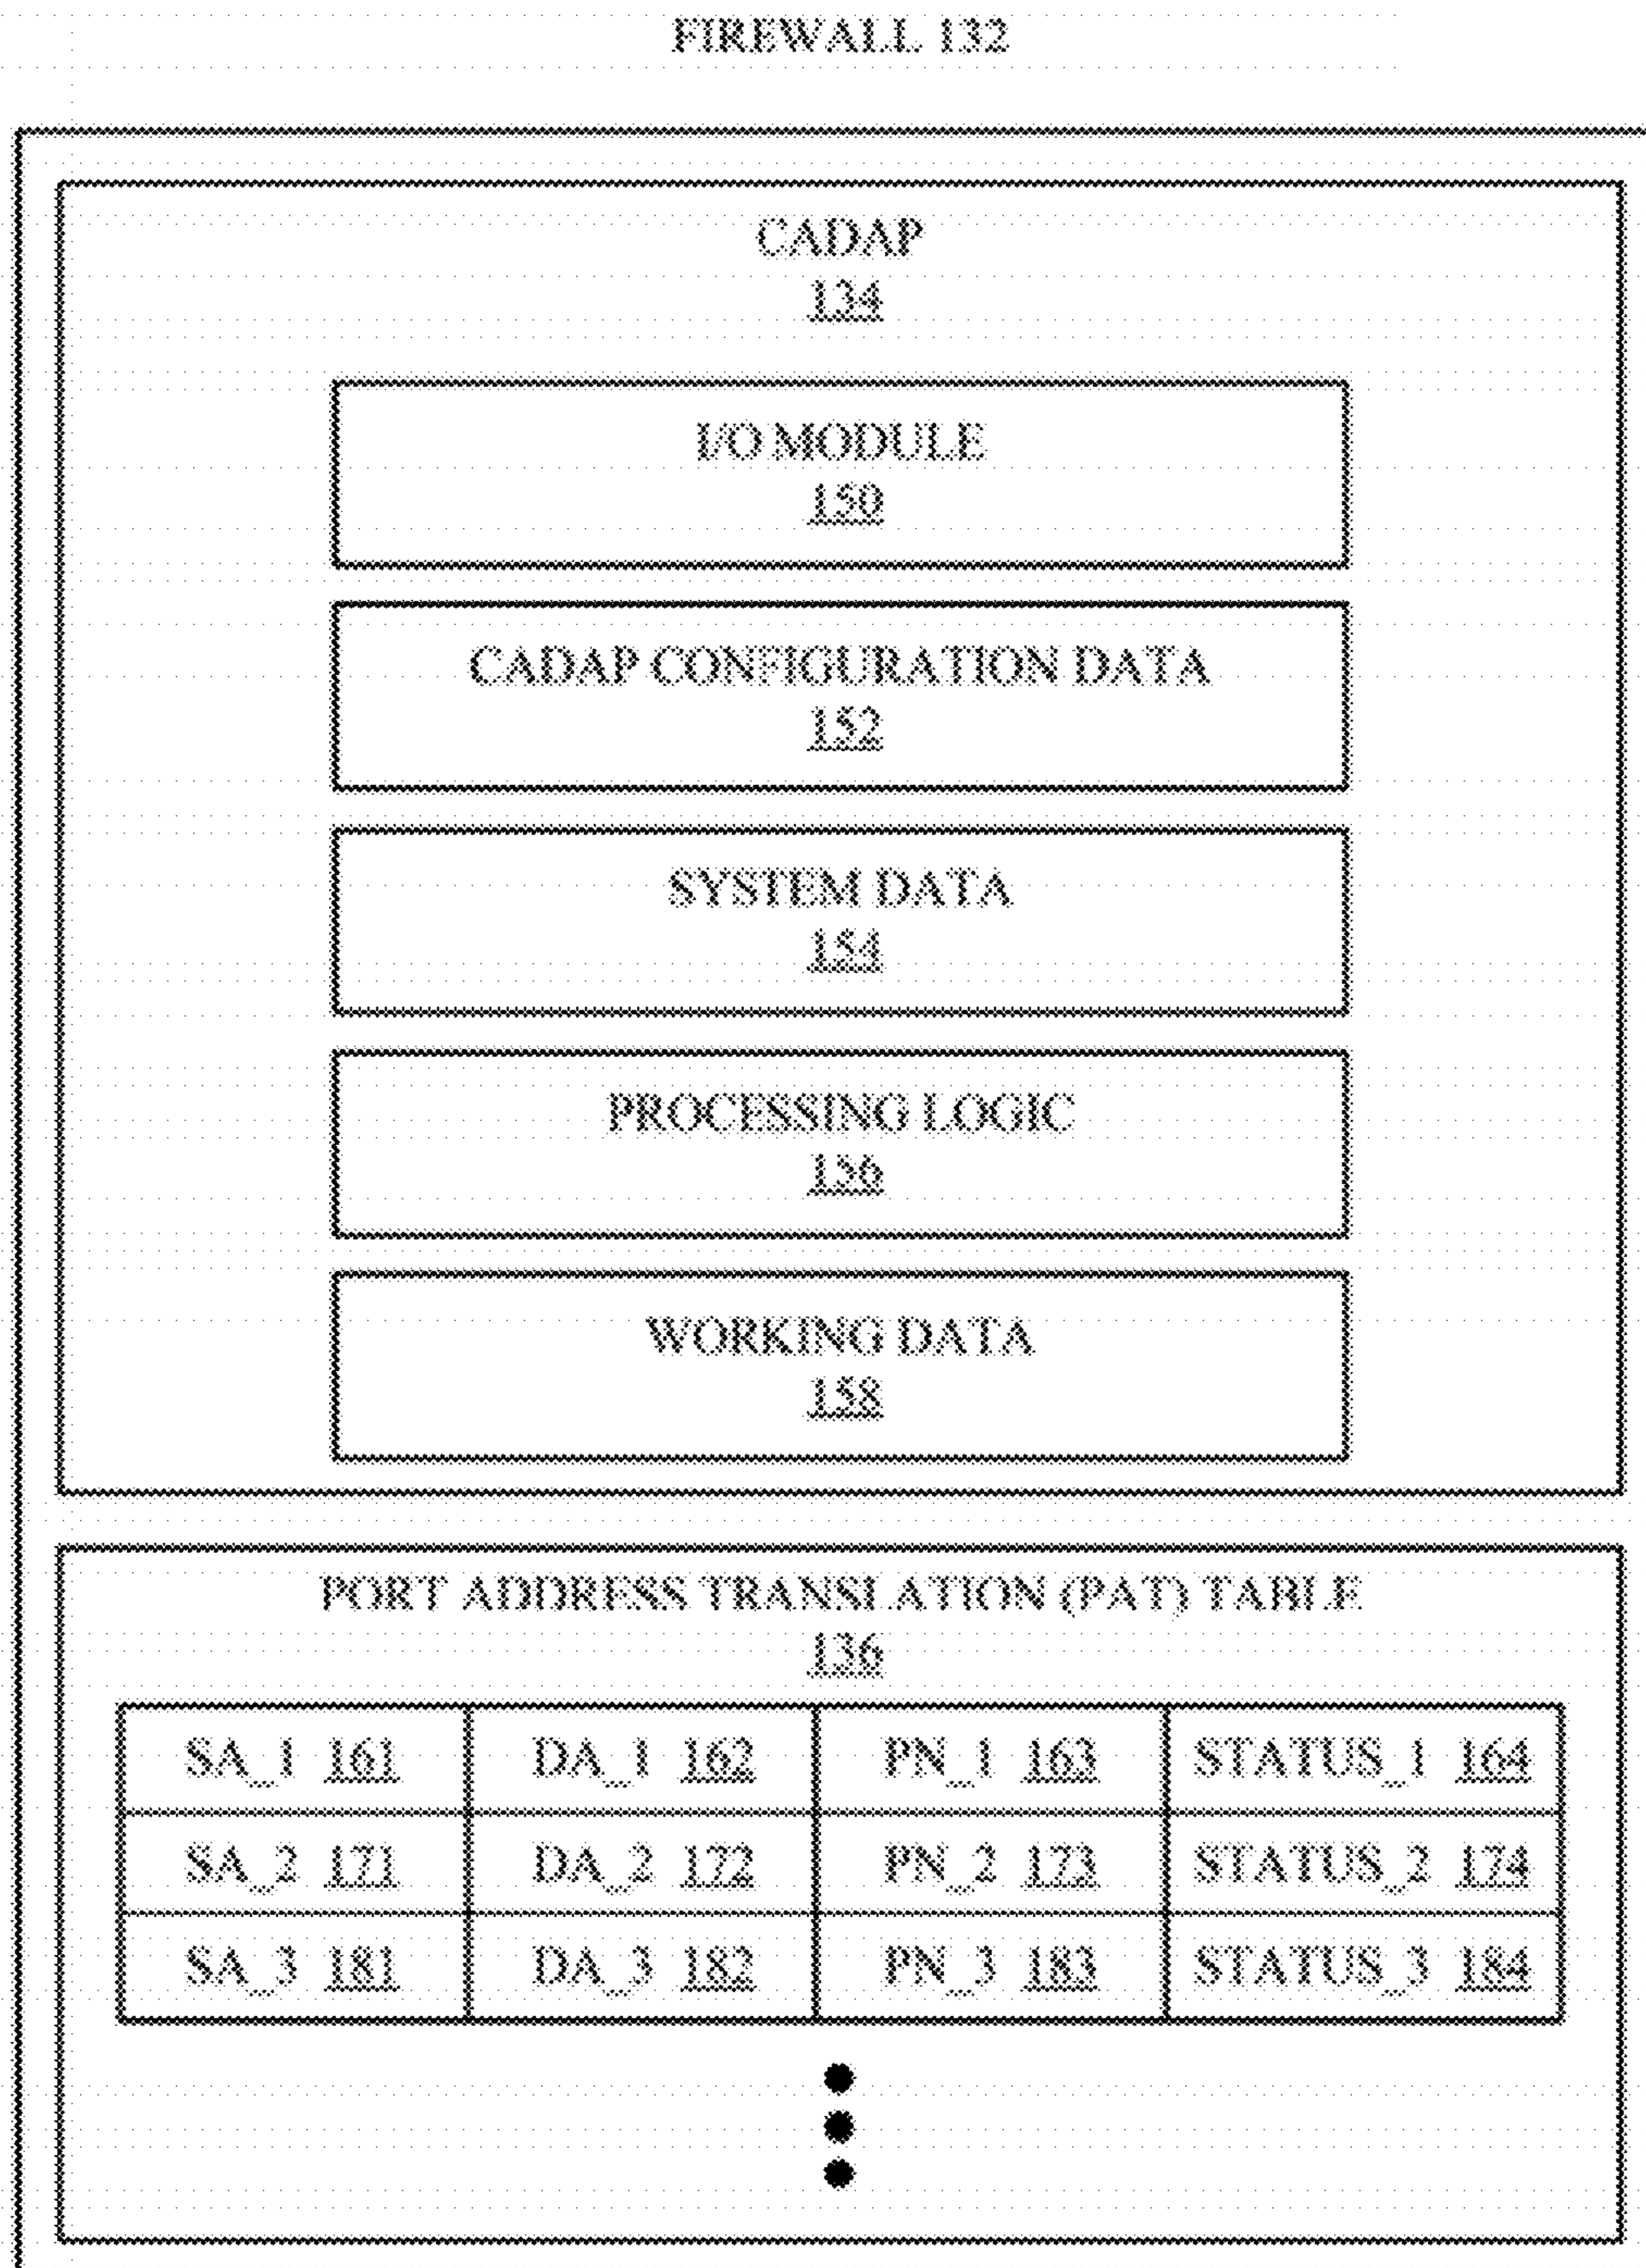 FIREWALL 132
CADAP
134
I/O MODULE
150
CADAP CONFIGURATION DATA
152
SYSTEM DATA
154
PROCESSING LOGIC
156
WORKING DATA
158
PORT ADDRESS TRANSLATION (PAT) TABLE
136
SA_1 161 DA_1 162 PN_1 163 STATUS_1 164
SA_2 171 DA_2 172 PN_2 173 STATUS_2 174
SA_3 181 DA_3 182 PN_3 183 STATUS_3 184